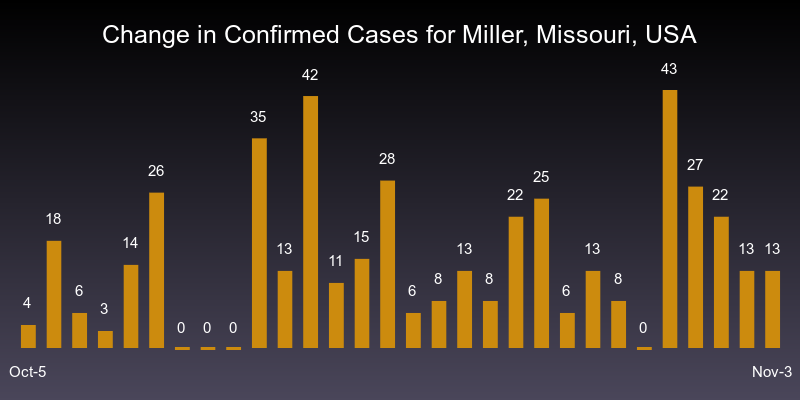 Change in Confirmed Cases for Miller, Missouri, USA
4 18 6 3 14 26 0 0 0 35 13 42 11 15 28 6 8 13 8 22 25 6 13 8 0 43 27 22 13 13
Oct-5 Nov-3